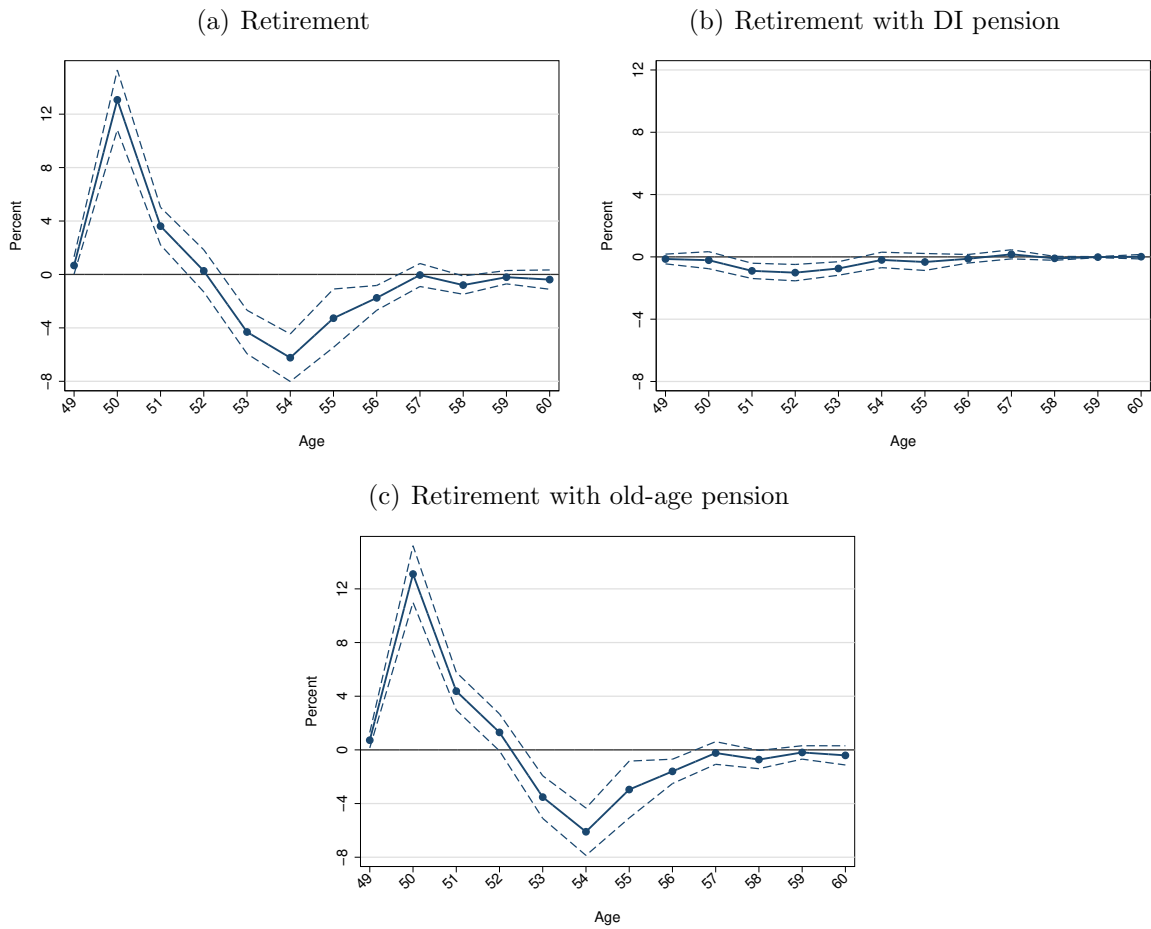 (a) Retirement
Percent
12
8
4
0
−4
−8
49 50 51 52 53 54 55 56 57 58 59 60
Age
(b) Retirement with DI pension
Percent
12
8
4
0
−4
−8
49 50 51 52 53 54 55 56 57 58 59 60
Age
(c) Retirement with old-age pension
Percent
12
8
4
0
−4
−8
49 50 51 52 53 54 55 56 57 58 59 60
Age